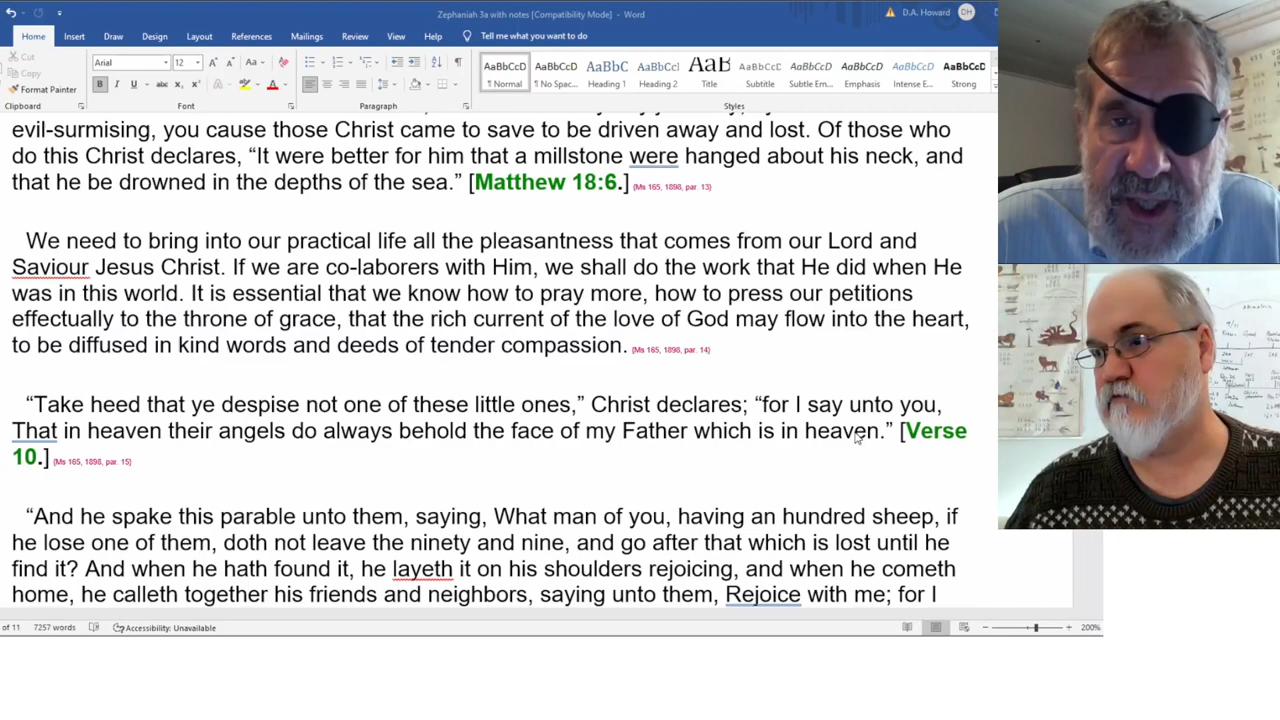 Zephaniah 3a with notes [Compatibility Mode] - Word
D.A. Howard
DH
Home Insert Draw Design Layout References Mailings Review View Help Tell me what you want to do
Cut
Copy
Format Painter
Clipboard
Arial 12
Font
Paragraph
AaBbCcDc AaBbCcDc AaBbC AaBbCcD AaB AaBbCcD AaBbCcDt AaBbCcDt AaBbCcDt AaBbCcDc
¶ Normal ¶ No Spac... Heading 1 Heading 2 Title Subtitle Subtle Em... Emphasis Intense E... Strong
Styles
evil-surmising, you cause those Christ came to save to be driven away and lost. Of those who
do this Christ declares, “It were better for him that a millstone were hanged about his neck, and
that he be drowned in the depths of the sea.” [Matthew 18:6.] {Ms 165, 1898, par. 13}
We need to bring into our practical life all the pleasantness that comes from our Lord and
Saviour Jesus Christ. If we are co-laborers with Him, we shall do the work that He did when He
was in this world. It is essential that we know how to pray more, how to press our petitions
effectually to the throne of grace, that the rich current of the love of God may flow into the heart,
to be diffused in kind words and deeds of tender compassion. {Ms 165, 1898, par. 14}
“Take heed that ye despise not one of these little ones,” Christ declares; “for I say unto you,
That in heaven their angels do always behold the face of my Father which is in heaven.” [Verse
10.] {Ms 165, 1898, par. 15}
“And he spake this parable unto them, saying, What man of you, having an hundred sheep, if
he lose one of them, doth not leave the ninety and nine, and go after that which is lost until he
find it? And when he hath found it, he layeth it on his shoulders rejoicing, and when he cometh
home, he calleth together his friends and neighbors, saying unto them, Rejoice with me; for I
of 11 7257 words Accessibility: Unavailable 200%